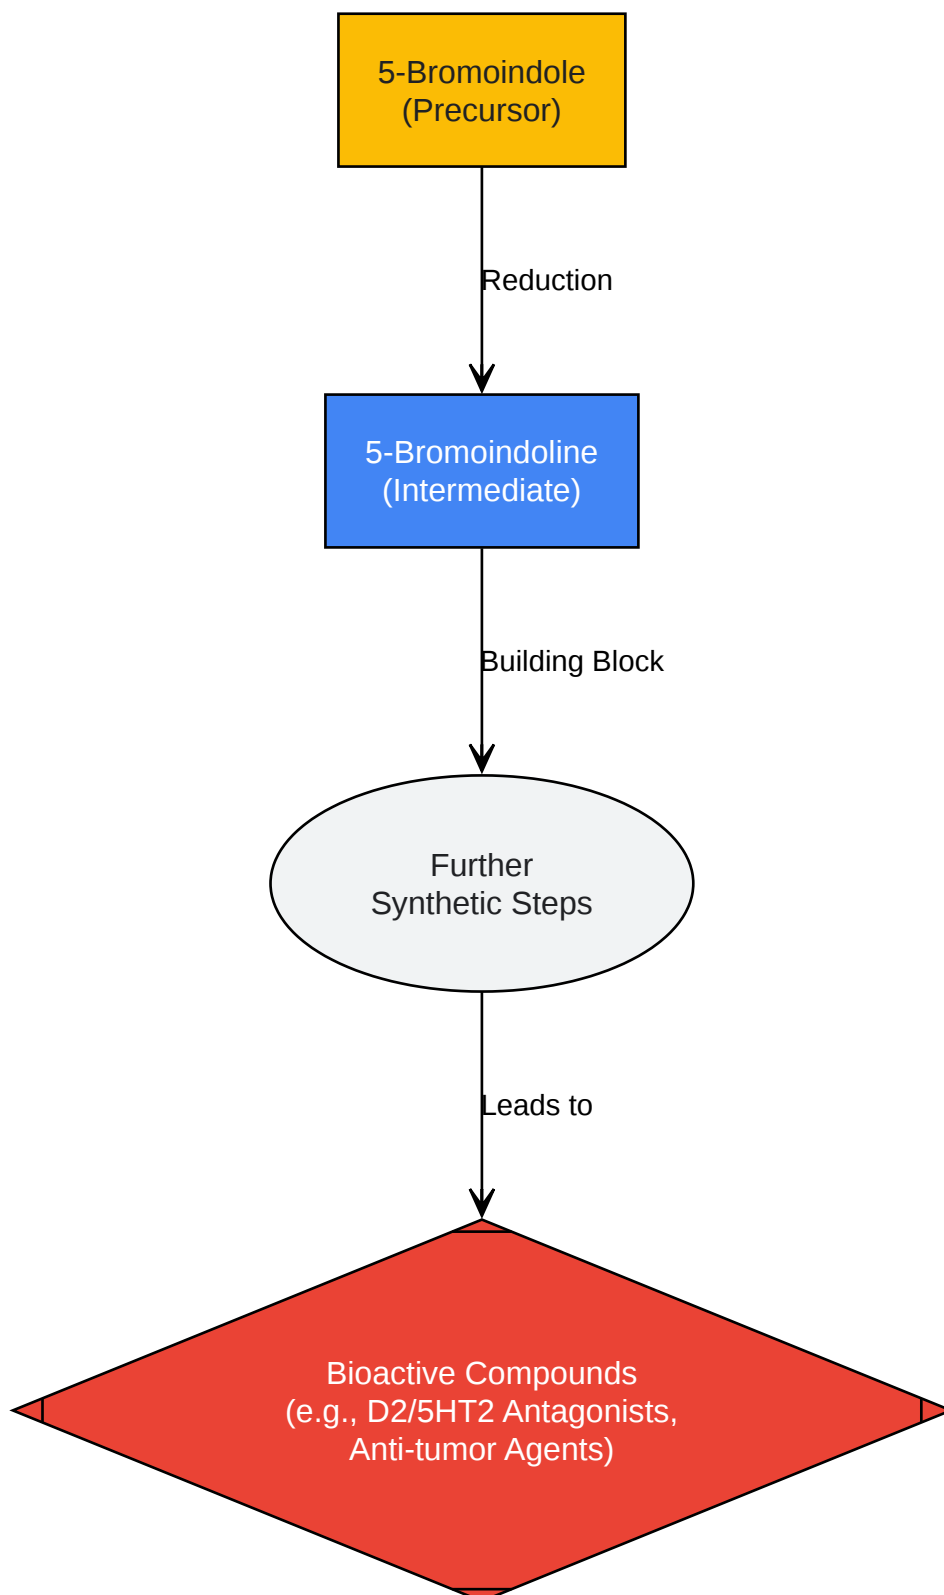 5-Bromoindole
(Precursor)
Reduction
5-Bromoindoline
(Intermediate)
Building Block
Further
Synthetic Steps
Leads to
Bioactive Compounds
(e.g., D2/5HT2 Antagonists,
Anti-tumor Agents)